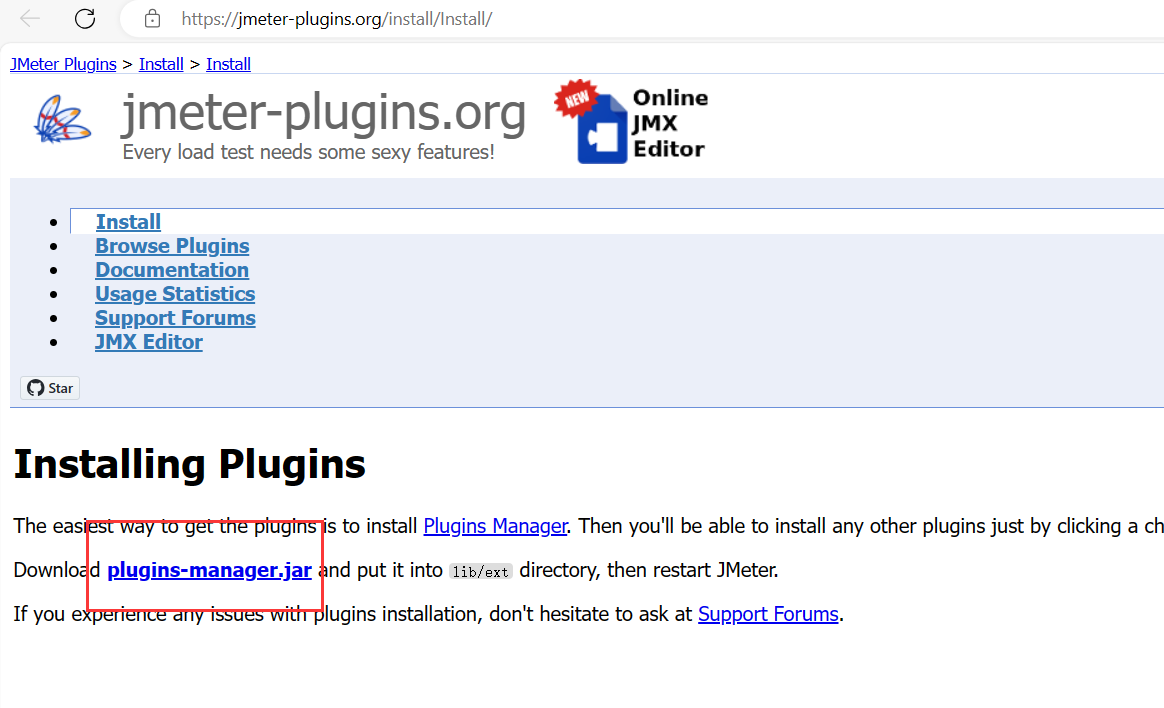 https://jmeter-plugins.org/install/Install/
JMeter Plugins > Install > Install
jmeter-plugins.org
Every load test needs some sexy features!
NEW
Online
JMX
Editor
Install
Browse Plugins
Documentation
Usage Statistics
Support Forums
JMX Editor
Star
Installing Plugins
The easiest way to get the plugins is to install Plugins Manager. Then you'll be able to install any other plugins just by clicking a ch
Download plugins-manager.jar and put it into lib/ext directory, then restart JMeter.
If you experience any issues with plugins installation, don't hesitate to ask at Support Forums.